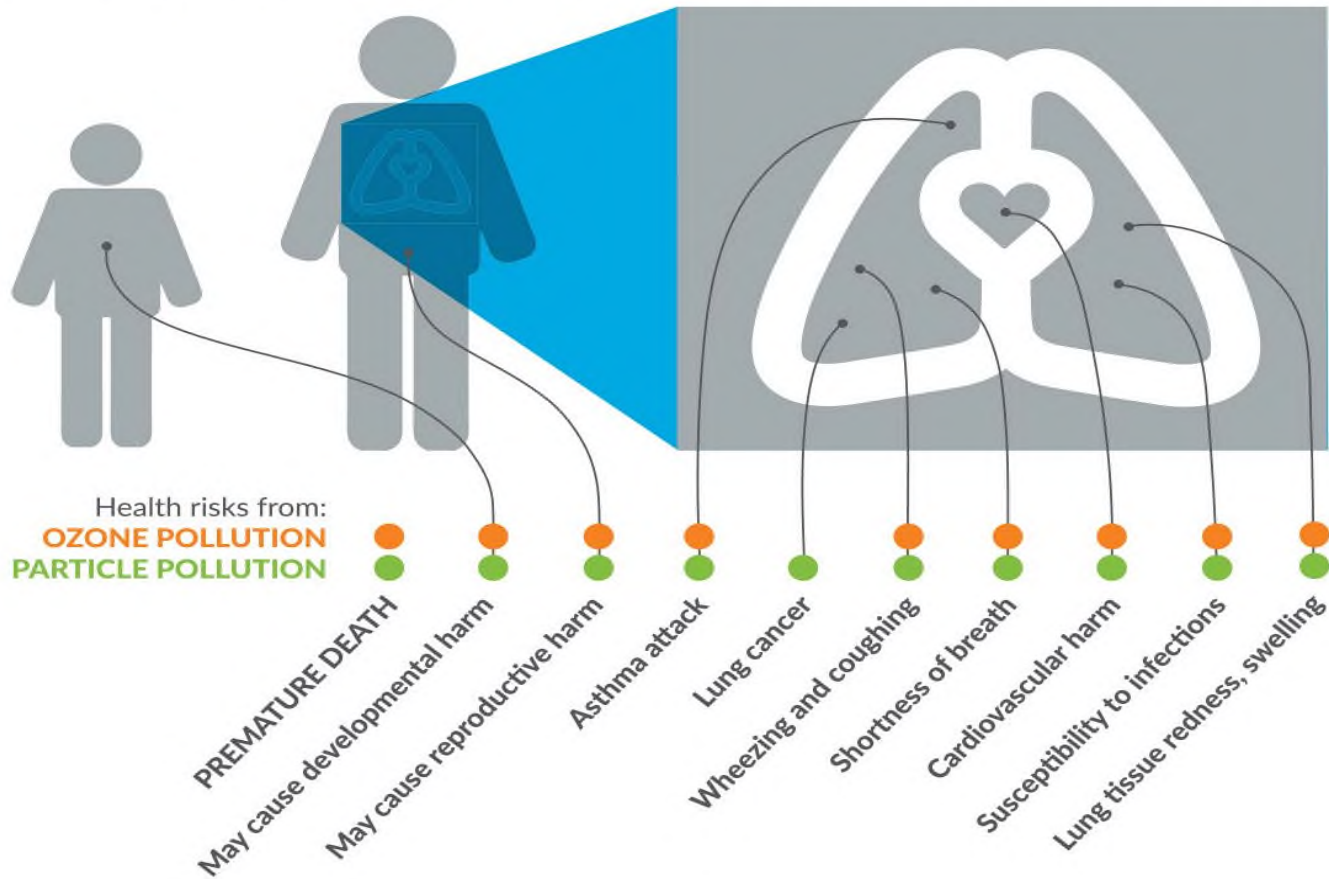 Health risks from:
OZONE POLLUTION
PARTICLE POLLUTION
PREMATURE DEATH
May cause developmental harm
May cause reproductive harm
Asthma attack
Lung cancer
Wheezing and coughing
Shortness of breath
Cardiovascular harm
Susceptibility to infections
Lung tissue redness, swelling